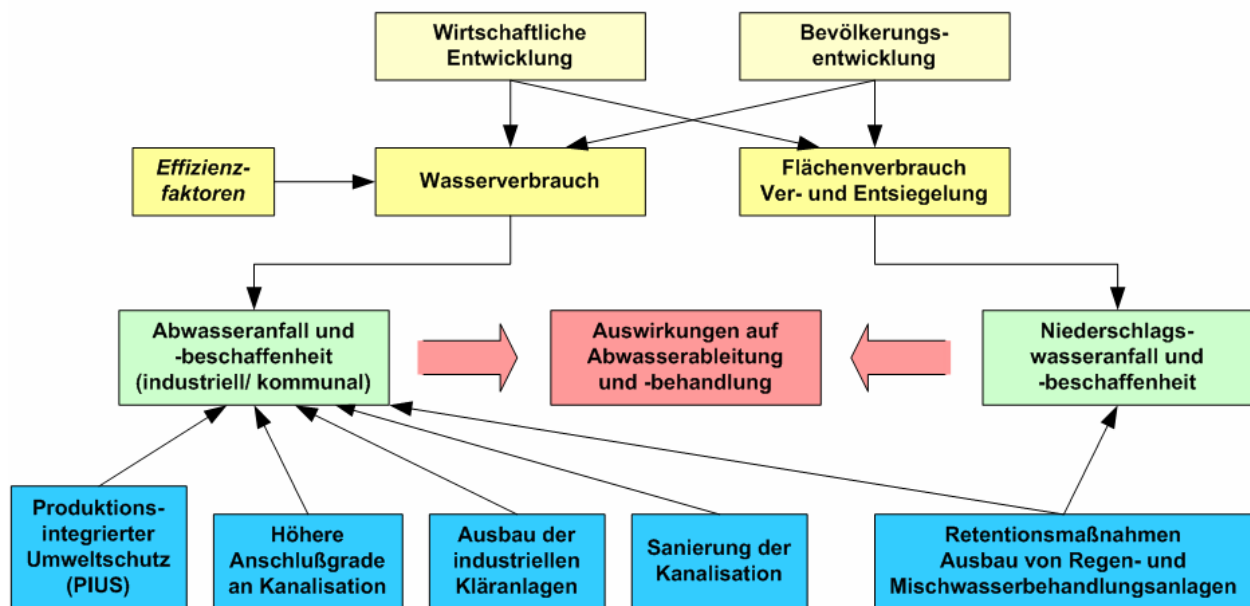 Wirtschaftliche
Entwicklung
Bevölkerungs-
entwicklung
Effizienz-
faktoren
Wasserverbrauch
Flächenverbrauch
Ver- und Entsiegelung
Abwasseranfall und
-beschaffenheit
(industriell/ kommunal)
Auswirkungen auf
Abwasserableitung
und -behandlung
Niederschlags-
wasseranfall und
-beschaffenheit
Produktions-
integrierter
Umweltschutz
(PIUS)
Höhere
Anschlußgrade
an Kanalisation
Ausbau der
industriellen
Kläranlagen
Sanierung der
Kanalisation
Retentionsmaßnahmen
Ausbau von Regen- und
Mischwasserbehandlungsanlagen